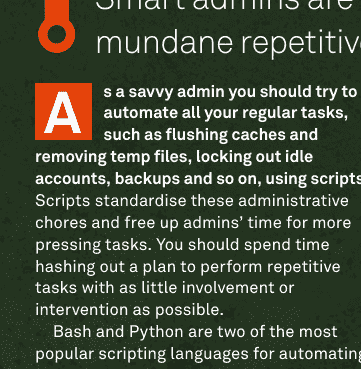 Smart admins are
mundane repetitive
As a savvy admin you should try to
automate all your regular tasks,
such as flushing caches and
removing temp files, locking out idle
accounts, backups and so on, using scripts
Scripts standardise these administrative
chores and free up admins' time for more
pressing tasks. You should spend time
hashing out a plan to perform repetitive
tasks with as little involvement or
intervention as possible.
Bash and Python are two of the most
popular scripting languages for automating